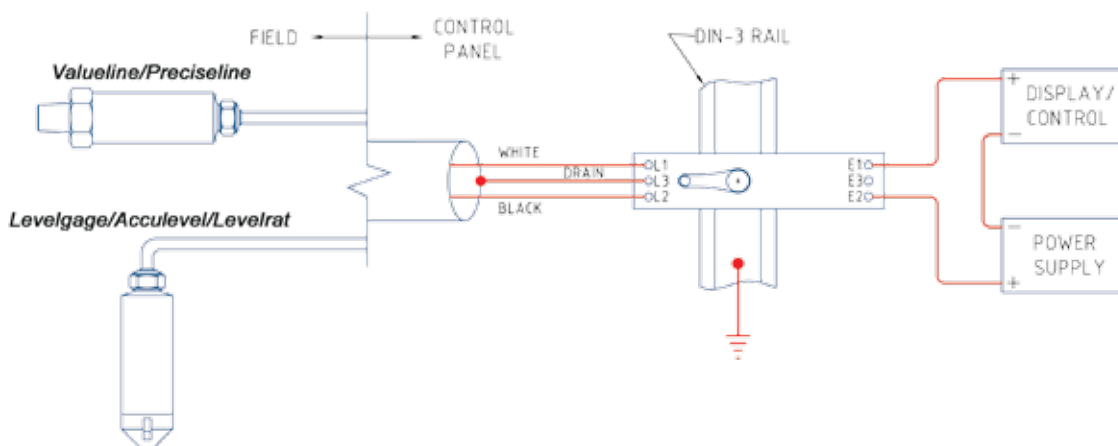 FIELD
CONTROL
PANEL
DIN-3 RAIL
Valueline/Preciseline
+
DISPLAY/
CONTROL
−
WHITE
L1
DRAIN
L3
L2
BLACK
E1
E3
E2
Levelgage/Acculevel/Levelrat
−
POWER
SUPPLY
+